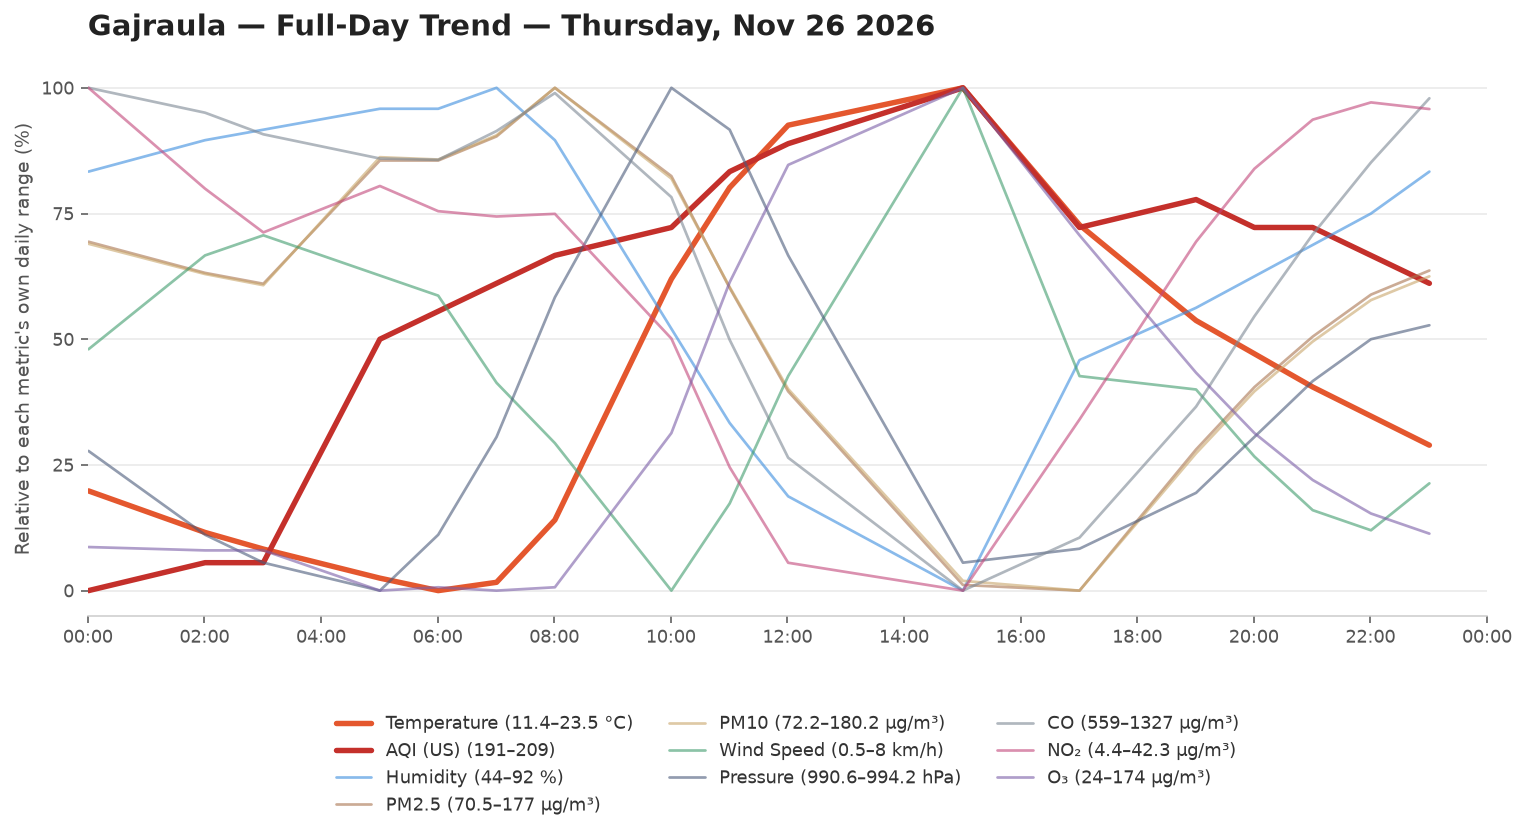 Gajraula — Full-Day Trend — Thursday, Nov 26 2026
Relative to each metric's own daily range (%)
100
75
50
25
0
00:00 02:00 04:00 06:00 08:00 10:00 12:00 14:00 16:00 18:00 20:00 22:00 00:00
Temperature (11.4–23.5 °C)
AQI (US) (191–209)
Humidity (44–92 %)
PM2.5 (70.5–177 µg/m³)
PM10 (72.2–180.2 µg/m³)
Wind Speed (0.5–8 km/h)
Pressure (990.6–994.2 hPa)
CO (559–1327 µg/m³)
NO₂ (4.4–42.3 µg/m³)
O₃ (24–174 µg/m³)